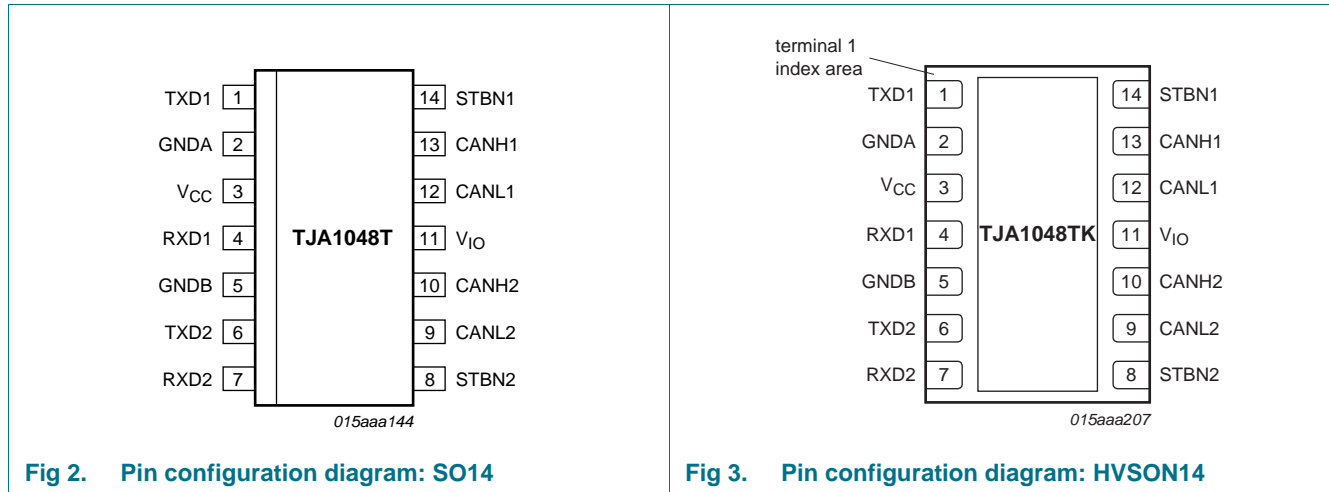 TXD1 1 14 STBN1
GNDA 2 13 CANH1
VCC 3 12 CANL1
RXD1 4 TJA1048T 11 VIO
GNDB 5 10 CANH2
TXD2 6 9 CANL2
RXD2 7 8 STBN2
015aaa144
Fig 2. Pin configuration diagram: SO14
terminal 1
index area
TXD1 1 14 STBN1
GNDA 2 13 CANH1
VCC 3 12 CANL1
RXD1 4 TJA1048TK 11 VIO
GNDB 5 10 CANH2
TXD2 6 9 CANL2
RXD2 7 8 STBN2
015aaa207
Fig 3. Pin configuration diagram: HVSON14